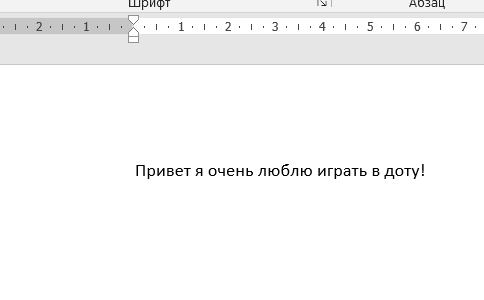 Шрифт Абзац
2 1 1 2 3 4 5 6 7
Привет я очень люблю играть в доту!